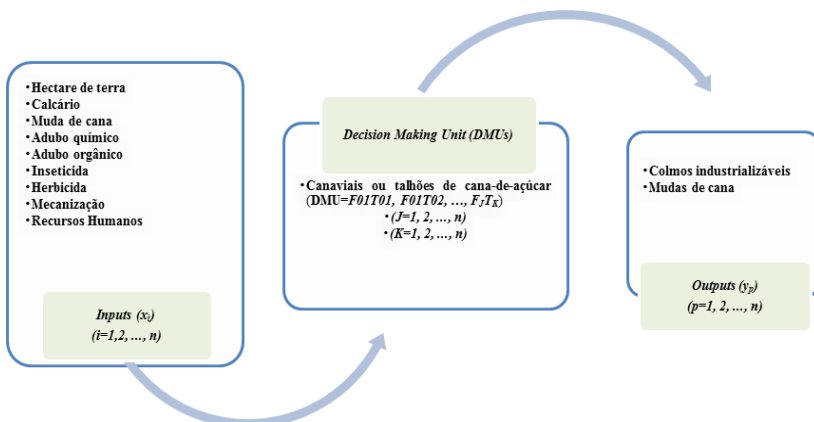 •Hectare de terra
•Calcário
•Muda de cana
•Adubo químico
•Adubo orgânico
•Inseticida
•Herbicida
•Mecanização
•Recursos Humanos
Inputs (xᵢ)
(i=1,2, ..., n)
Decision Making Unit (DMUs)
•Canaviais ou talhões de cana-de-açúcar
(DMU=F01T01, F01T02, ..., F_JT_K)
•(J=1, 2, ..., n)
•(K=1, 2, ..., n)
•Colmos industrializáveis
•Mudas de cana
Outputs (yₚ)
(p=1, 2, ..., n)